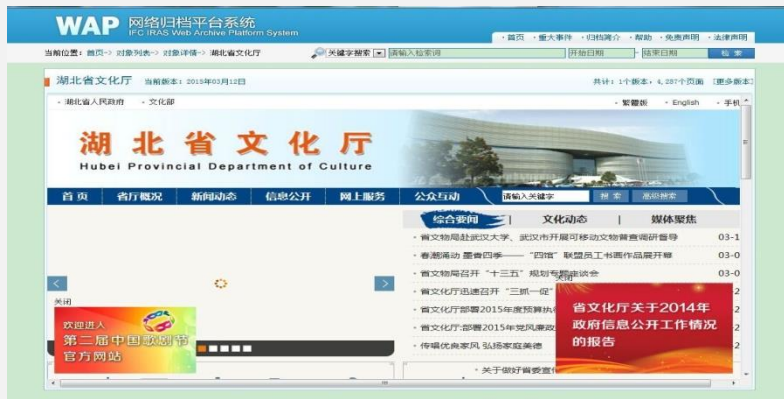 WAP 网络归档平台系统
IFC IRAS Web Archive Platform System
·首页 ·重大事件 ·归档简介 ·帮助 ·免责声明 ·法律声明
当前位置：首页-> 对象列表-> 对象详情-> 湖北省文化厅 关键字搜索 请输入检索词 开始日期 - 结束日期 检 索
湖北省文化厅 当前版本：2015年03月12日 共计：1个版本，4,287个页面 [更多版本]
· 湖北省人民政府 · 文化部 · 繁體版 · English · 手机
湖北省文化厅
Hubei Provincial Department of Culture
首页 省厅概况 新闻动态 信息公开 网上服务 公众互动 请输入关键字 搜 索 高级搜索
综合要闻 | 文化动态 | 媒体聚焦
· 省文物局赴武汉大学、武汉市开展可移动文物普查调研督导 03-1
· 春潮涌动 墨香四季——“四馆”联盟员工书画作品展开幕 03-0
· 省文物局召开“十三五”规划专题座谈会 03-0
关闭
· 省文化厅迅速召开“三抓一促”
· 省文化厅部署2015年度预算执
· 省文化厅:部署2015年党风廉政
· 传唱优良家风 弘扬家庭美德
· 关于做好省委宣传
省文化厅关于2014年
政府信息公开工作情况
的报告
关闭
欢迎进入
第二届中国歌剧节
官方网站